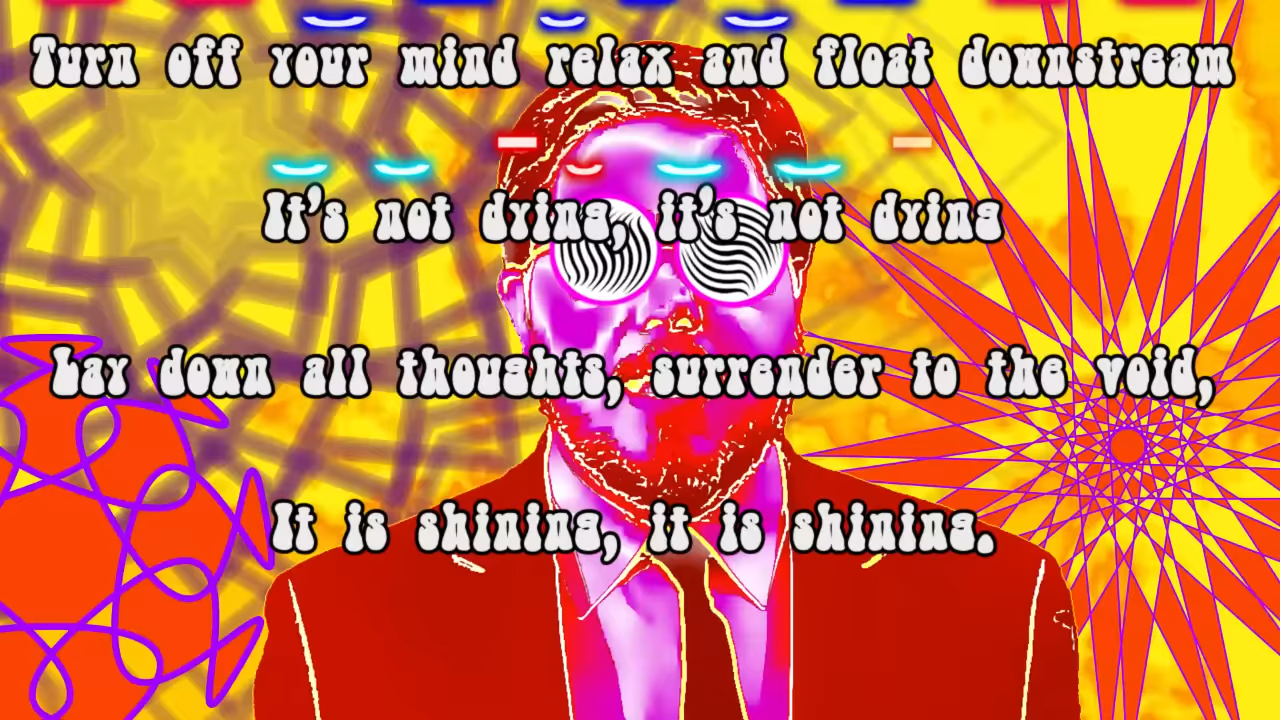 Turn off your mind relax and float downstream
It's not dying, it's not dying
Lay down all thoughts, surrender to the void,
It is shining, it is shining.